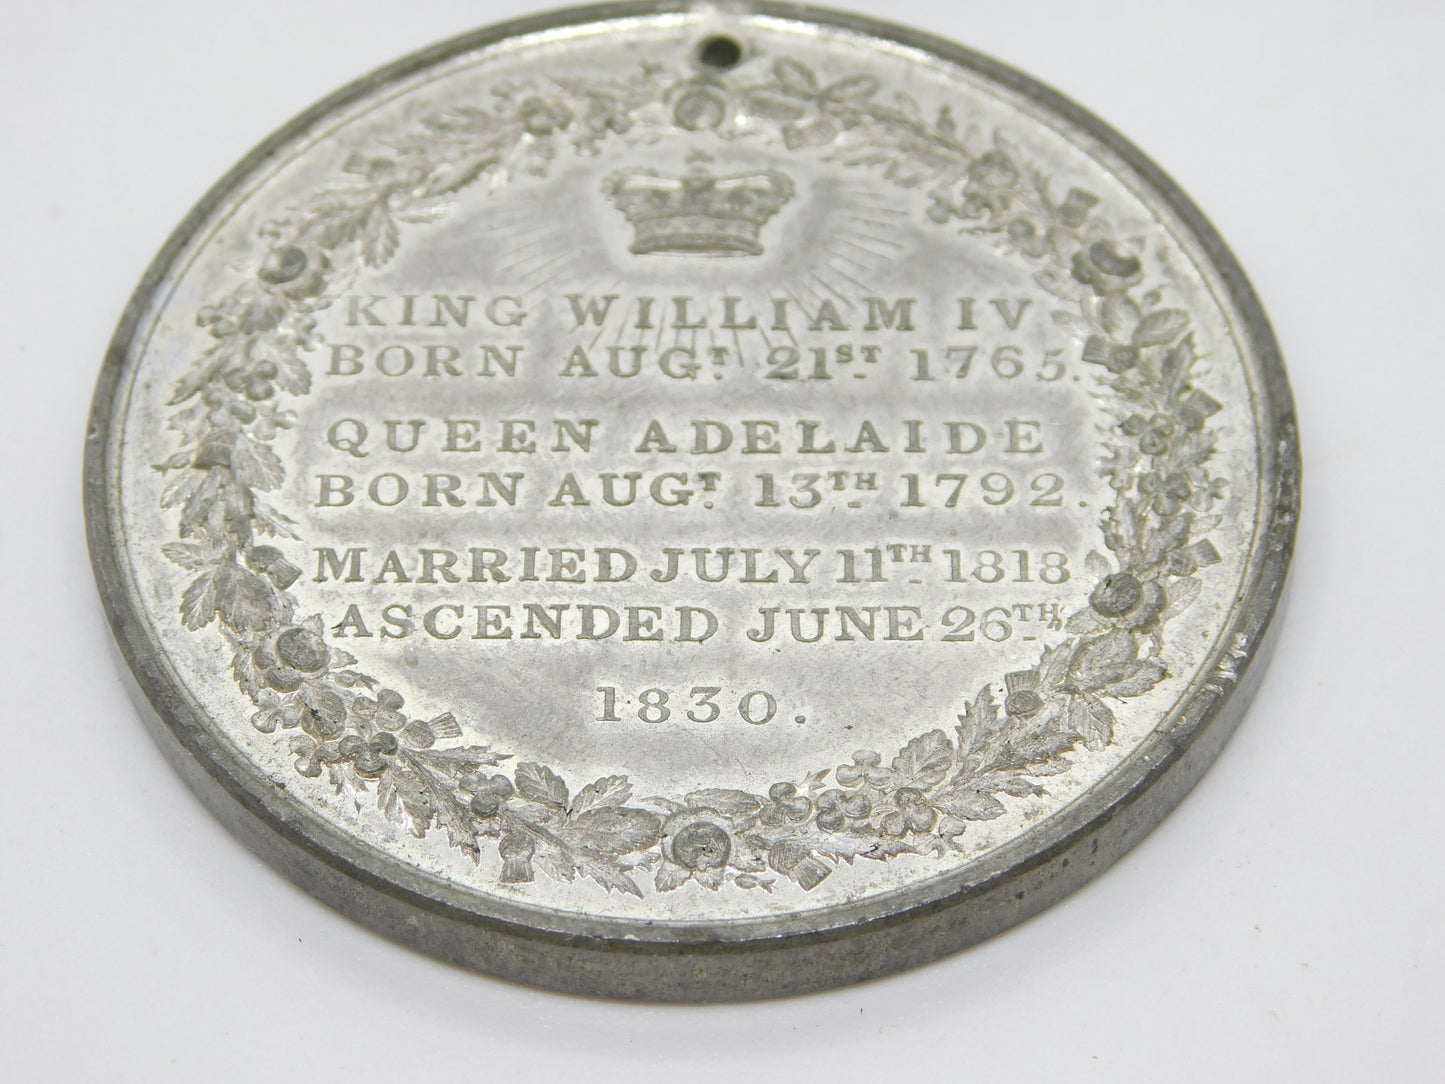 KING WILLIAM IV
BORN AUGT. 21ST. 1765.
QUEEN ADELAIDE
BORN AUGT. 13TH. 1792.
MARRIED JULY 11TH. 1818
ASCENDED JUNE 26TH.
1830.